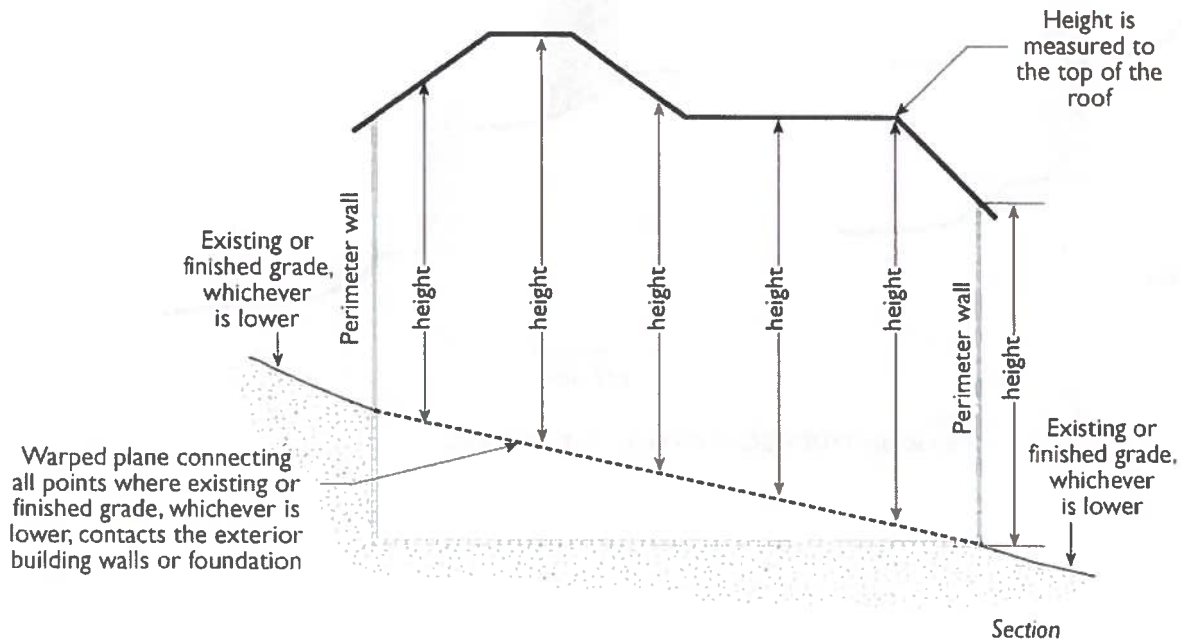 Height is
measured to
the top of the
roof
Existing or
finished grade,
whichever
is lower
Perimeter wall
height
height
height
height
height
Perimeter wall
height
Existing or
finished grade,
whichever
is lower
Warped plane connecting
all points where existing or
finished grade, whichever is
lower, contacts the exterior
building walls or foundation
Section